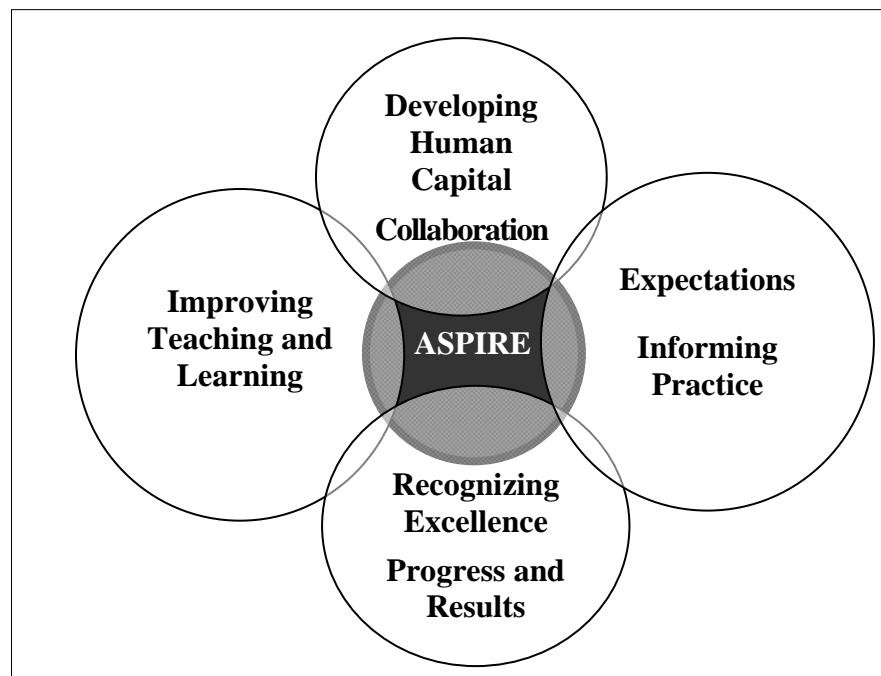 Developing
Human
Capital
Collaboration
Improving
Teaching and
Learning
ASPIRE
Expectations
Informing
Practice
Recognizing
Excellence
Progress and
Results